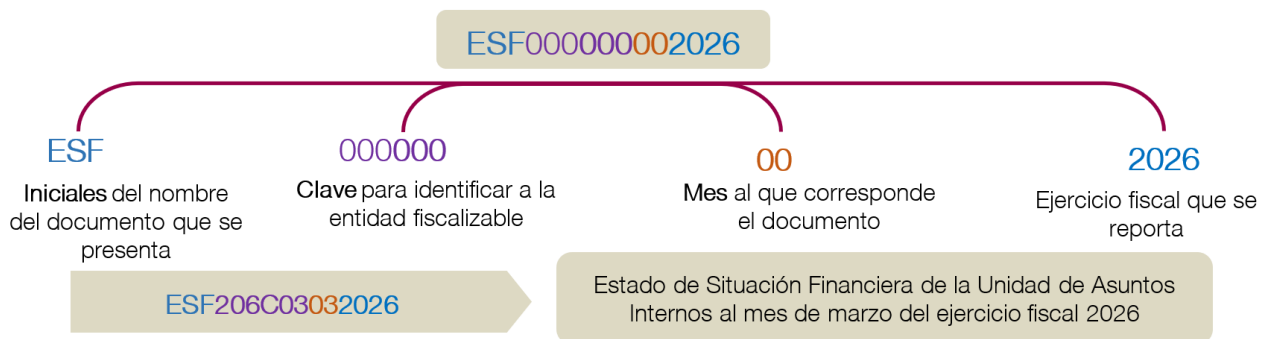 ESF000000002026
ESF
000000
00
2026
Iniciales del nombre
del documento que se
presenta
Clave para identificar a la
entidad fiscalizable
Mes al que corresponde
el documento
Ejercicio fiscal que se
reporta
ESF206C03032026
Estado de Situación Financiera de la Unidad de Asuntos
Internos al mes de marzo del ejercicio fiscal 2026